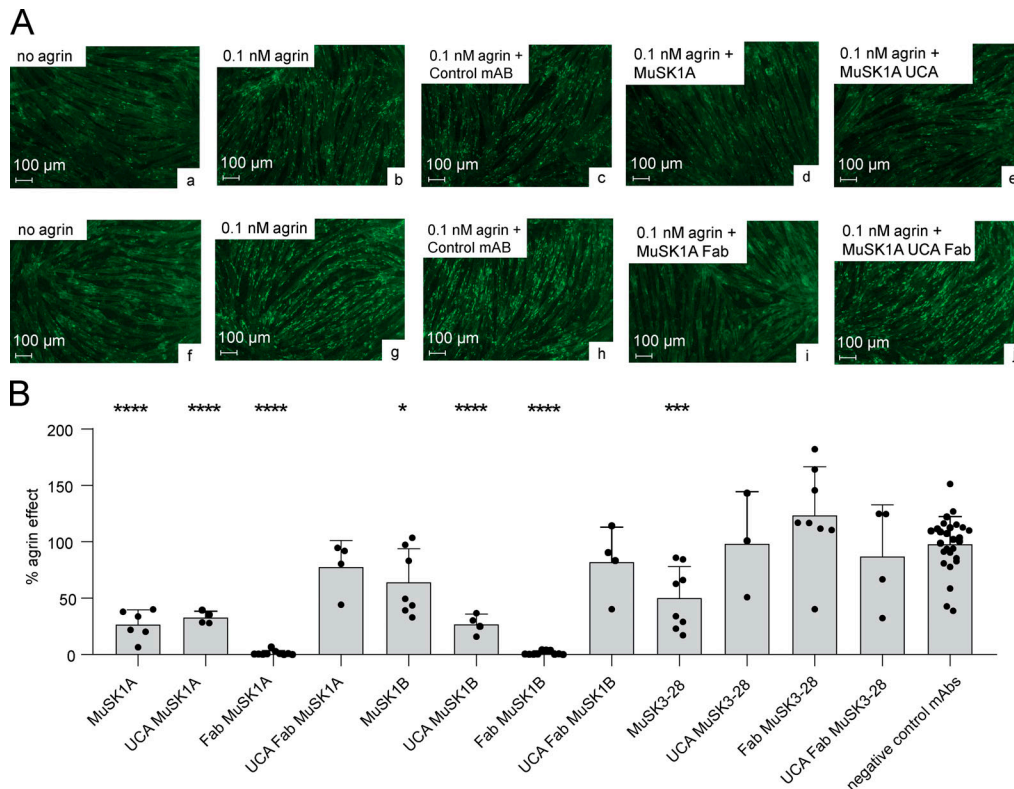 A
no agrin
0.1 nM agrin
0.1 nM agrin +
Control mAB
0.1 nM agrin +
MuSK1A
0.1 nM agrin +
MuSK1A UCA
100 µm
100 µm
100 µm
100 µm
100 µm
a
b
c
d
e
no agrin
0.1 nM agrin
0.1 nM agrin +
Control mAB
0.1 nM agrin +
MuSK1A Fab
0.1 nM agrin +
MuSK1A UCA Fab
100 µm
100 µm
100 µm
100 µm
100 µm
f
g
h
i
j
B
**** **** **** * **** **** ***
% agrin effect
200
150
100
50
0
MuSK1A
UCA MuSK1A
Fab MuSK1A
UCA Fab MuSK1A
MuSK1B
UCA MuSK1B
Fab MuSK1B
UCA Fab MuSK1B
MuSK3-28
UCA MuSK3-28
Fab MuSK3-28
UCA Fab MuSK3-28
negative control mAbs